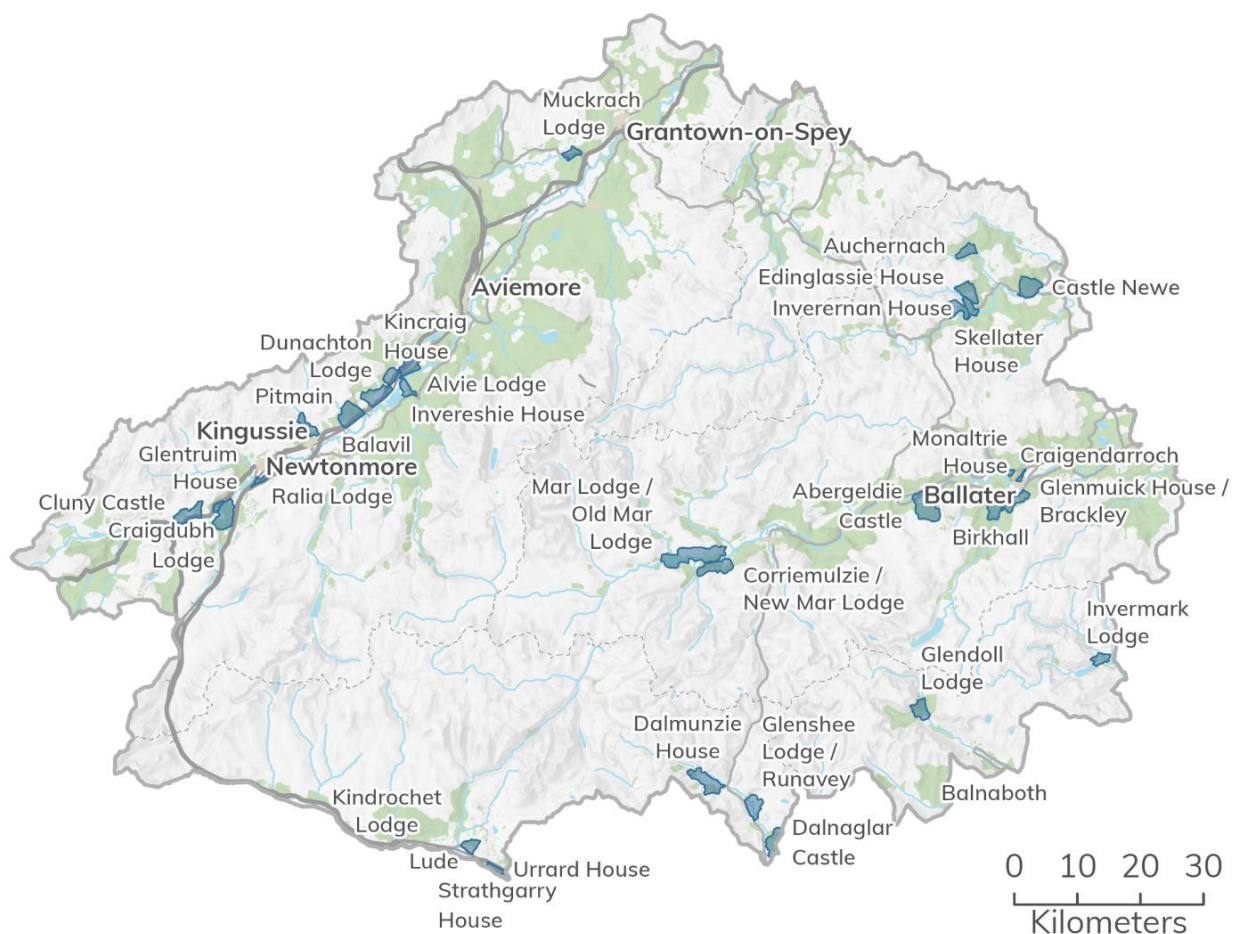 Muckrach
Lodge
Grantown-on-Spey
Auchernach
Edinglassie House
Castle Newe
Inverernan House
Skellater
House
Aviemore
Kincraig
House
Dunachton
Lodge
Alvie Lodge
Pitmain
Invereshie House
Kingussie
Balavil
Glentruim
House
Newtonmore
Ralia Lodge
Cluny Castle
Craigdubh
Lodge
Monaltrie
House
Craigendarroch
Mar Lodge /
Old Mar
Lodge
Abergeldie
Castle
Ballater
Glenmuick House /
Brackley
Birkhall
Corriemulzie /
New Mar Lodge
Invermark
Lodge
Glendoll
Lodge
Dalmunzie
House
Glenshee
Lodge /
Runavey
Balnaboth
Kindrochet
Lodge
Dalnaglar
Castle
Lude
Urrard House
Strathgarry
House
0 10 20 30
Kilometers